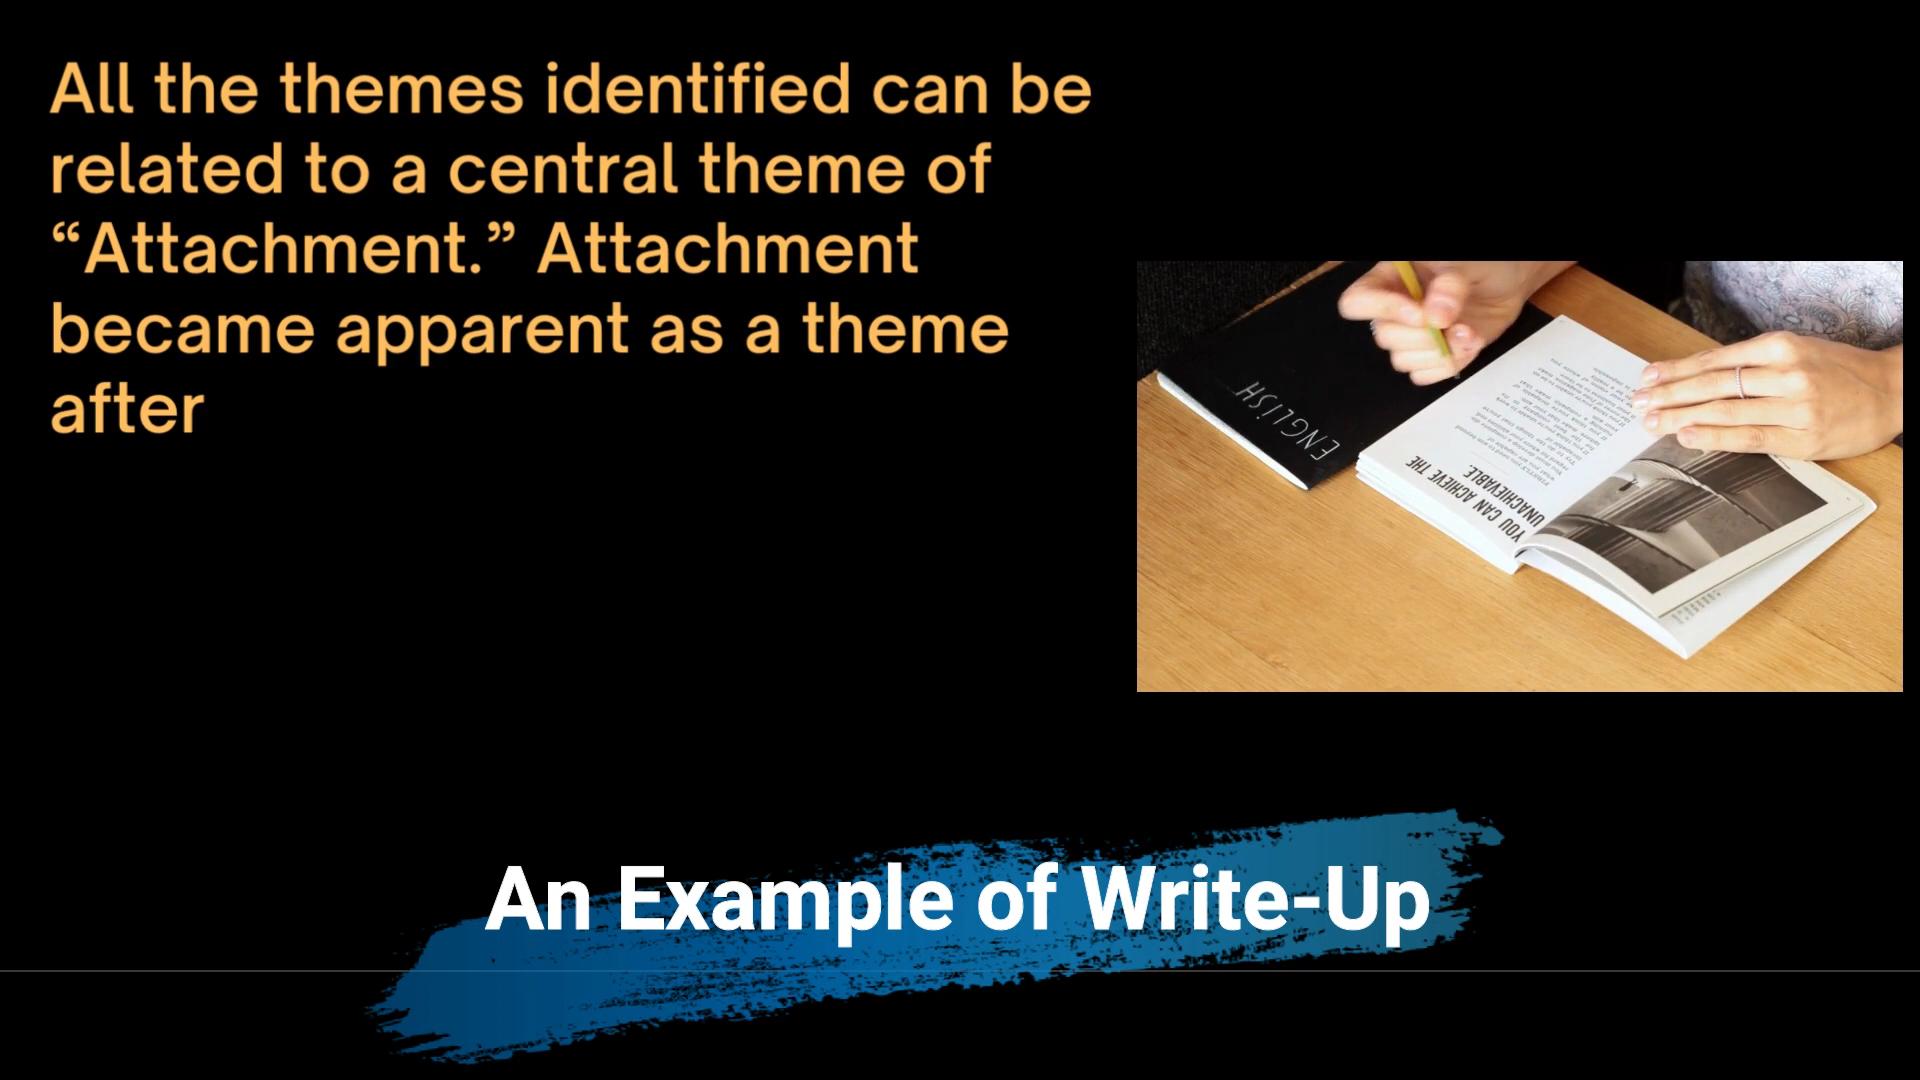 All the themes identified can be
related to a central theme of
“Attachment.” Attachment
became apparent as a theme
after
ENGLiSH
YOU CAN ACHIEVE THE
UNACHIEVABLE.
An Example of Write-Up